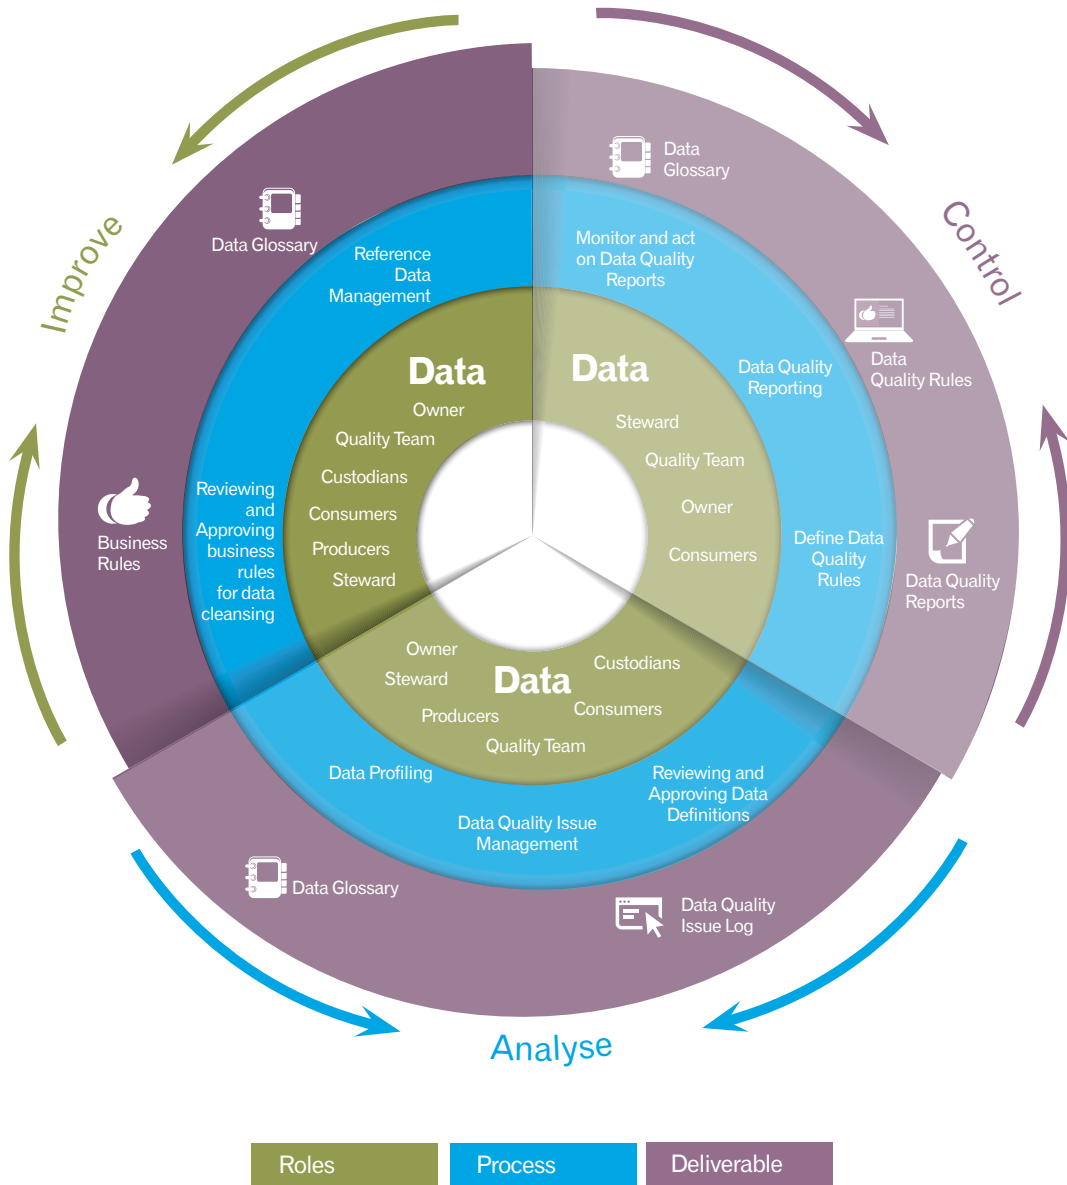 Improve
Control
Analyse
Data Glossary
Business
Rules
Reference
Data
Management
Reviewing
and
Approving
business
rules
for data
cleansing
Data
Owner
Quality Team
Custodians
Consumers
Producers
Steward
Data
Glossary
Data
Quality Rules
Data Quality
Reports
Monitor and act
on Data Quality
Reports
Data Quality
Reporting
Define Data
Quality
Rules
Data
Steward
Quality Team
Owner
Consumers
Owner
Steward
Data
Custodians
Producers
Consumers
Quality Team
Data Profiling
Data Quality Issue
Management
Reviewing and
Approving Data
Definitions
Data Glossary
Data Quality
Issue Log
Roles
Process
Deliverable